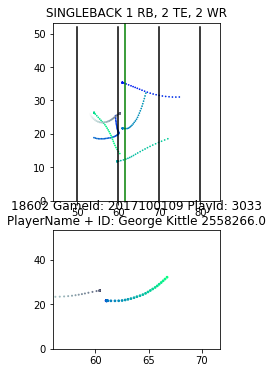 SINGLEBACK 1 RB, 2 TE, 2 WR
50
40
30
20
10
0
50 60 70 80
18602 GameId: 2017100109 PlayId: 3033
PlayerName + ID: George Kittle 2558266.0
40
20
0
60 65 70